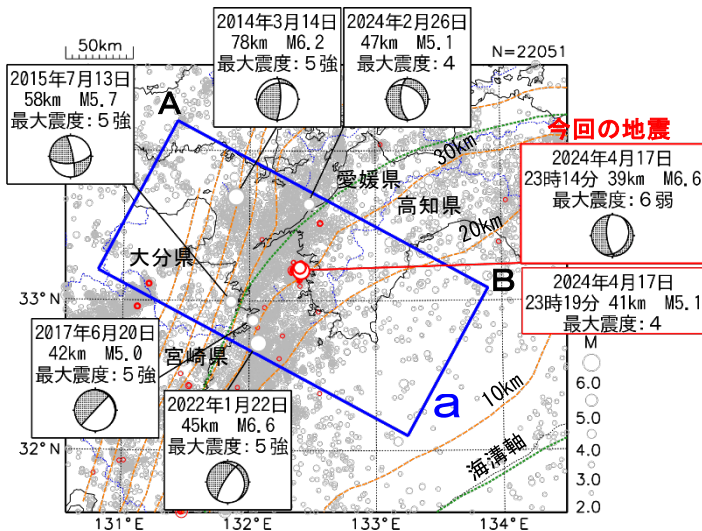 50km
N=22051
2014年3月14日
78km M6.2
最大震度:5強
2024年2月26日
47km M5.1
最大震度:4
2015年7月13日
58km M5.7
最大震度:5強
A
今回の地震
2024年4月17日
23時14分 39km M6.6
最大震度:6弱
30km
愛媛県
高知県
20km
大分県
B
2024年4月17日
23時19分 41km M5.1
最大震度:4
33°N
2017年6月20日
42km M5.0
最大震度:5強
宮崎県
2022年1月22日
45km M6.6
最大震度:5強
a
10km
海溝軸
M
6.0
5.0
4.0
3.0
2.0
32°N
131°E
132°E
133°E
134°E